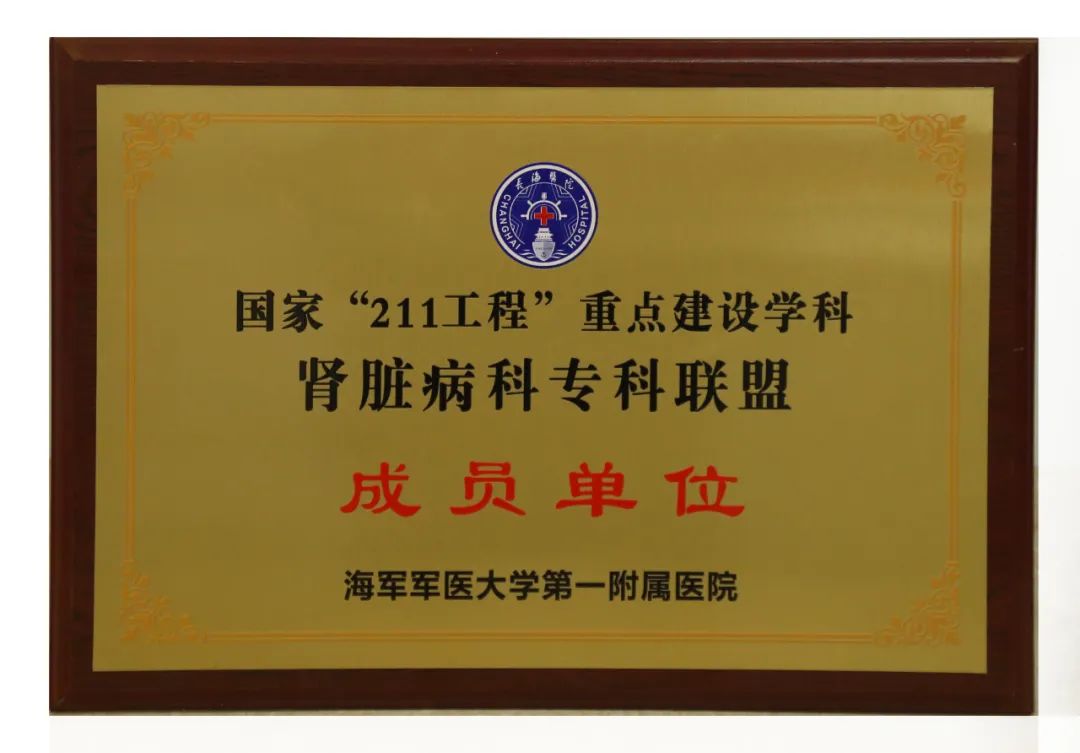 長海醫院
CHANGHAI HOSPITAL
国家“211工程”重点建设学科
肾脏病科专科联盟
成员单位
海军军医大学第一附属医院